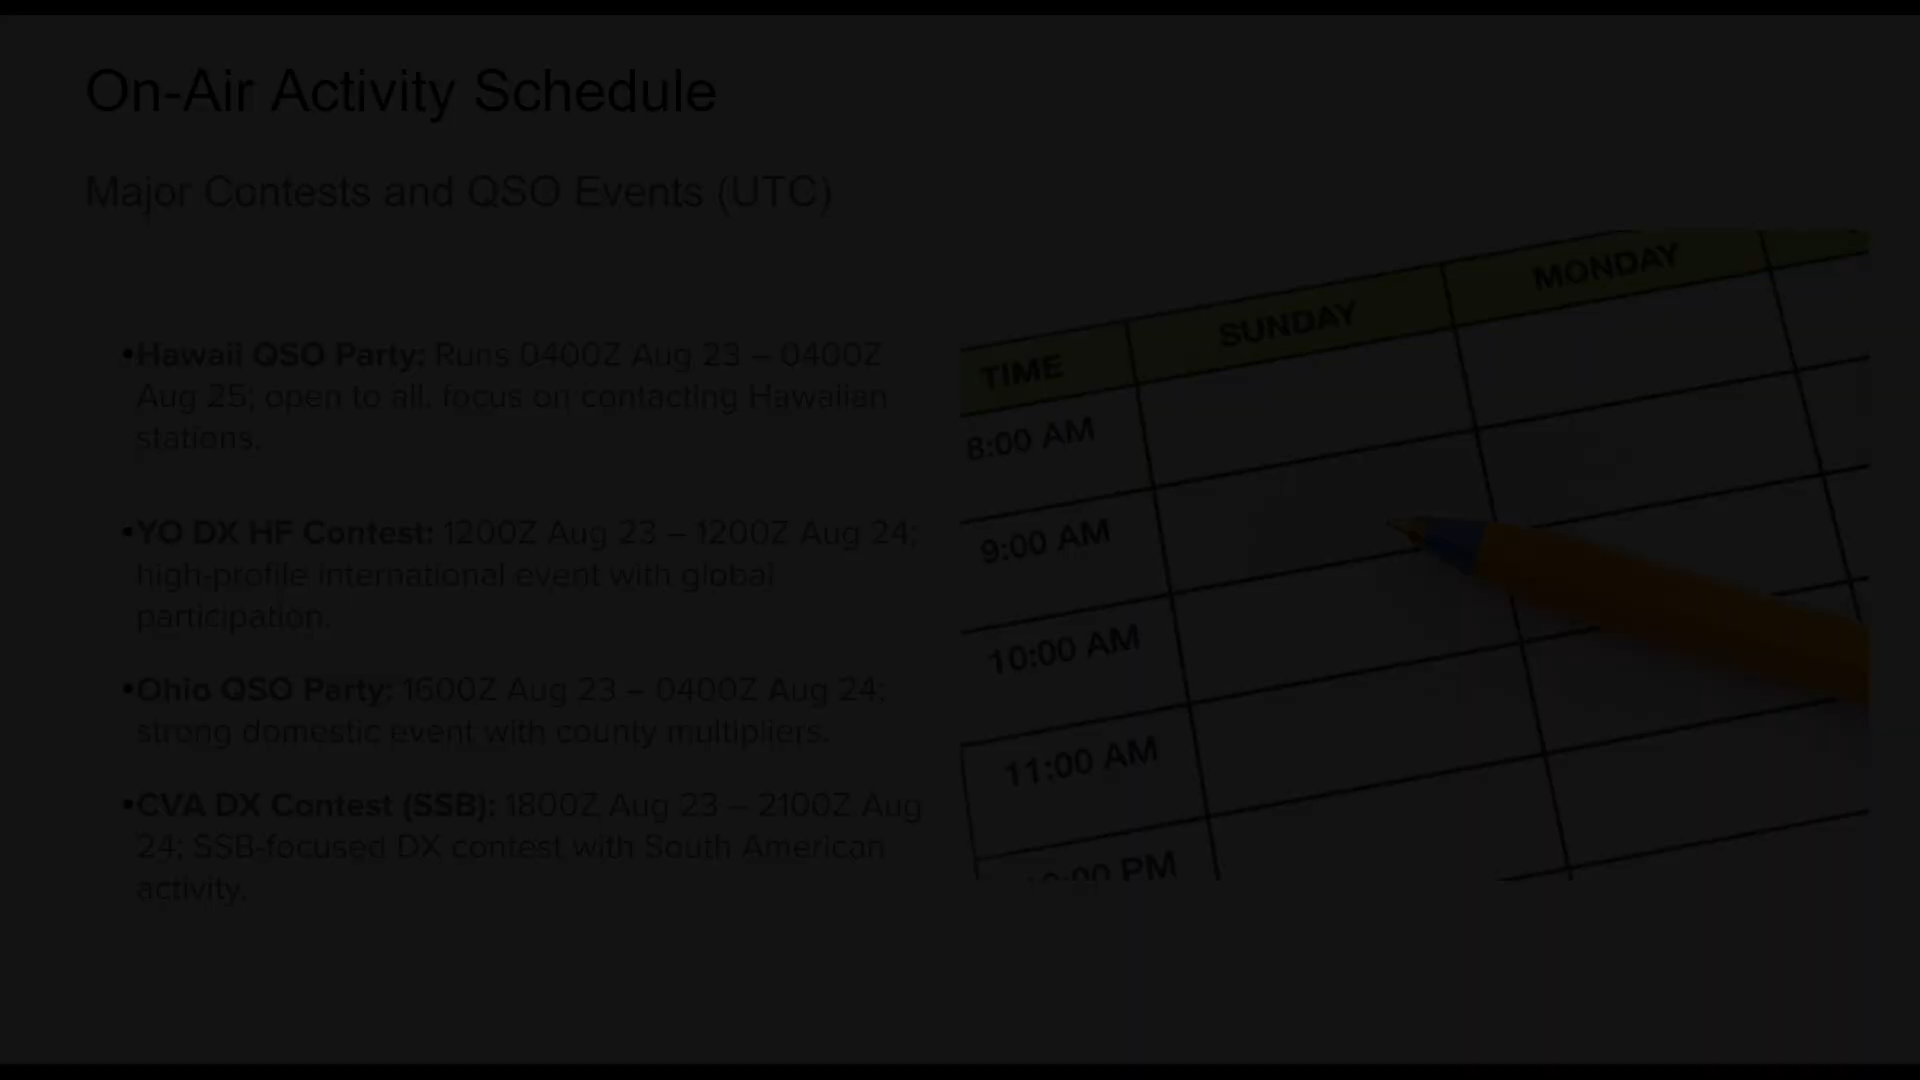 On-Air Activity Schedule
Major Contests and QSO Events (UTC)
•Hawaii QSO Party: Runs 0400Z Aug 23 – 0400Z
Aug 25; open to all, focus on contacting Hawaiian
stations.
•YO DX HF Contest: 1200Z Aug 23 – 1200Z Aug 24;
high-profile international event with global
participation.
•Ohio QSO Party: 1600Z Aug 23 – 0400Z Aug 24;
strong domestic event with county multipliers.
•CVA DX Contest (SSB): 1800Z Aug 23 – 2100Z Aug
24; SSB-focused DX contest with South American
activity.
TIME SUNDAY MONDAY
8:00 AM
9:00 AM
10:00 AM
11:00 AM
PM